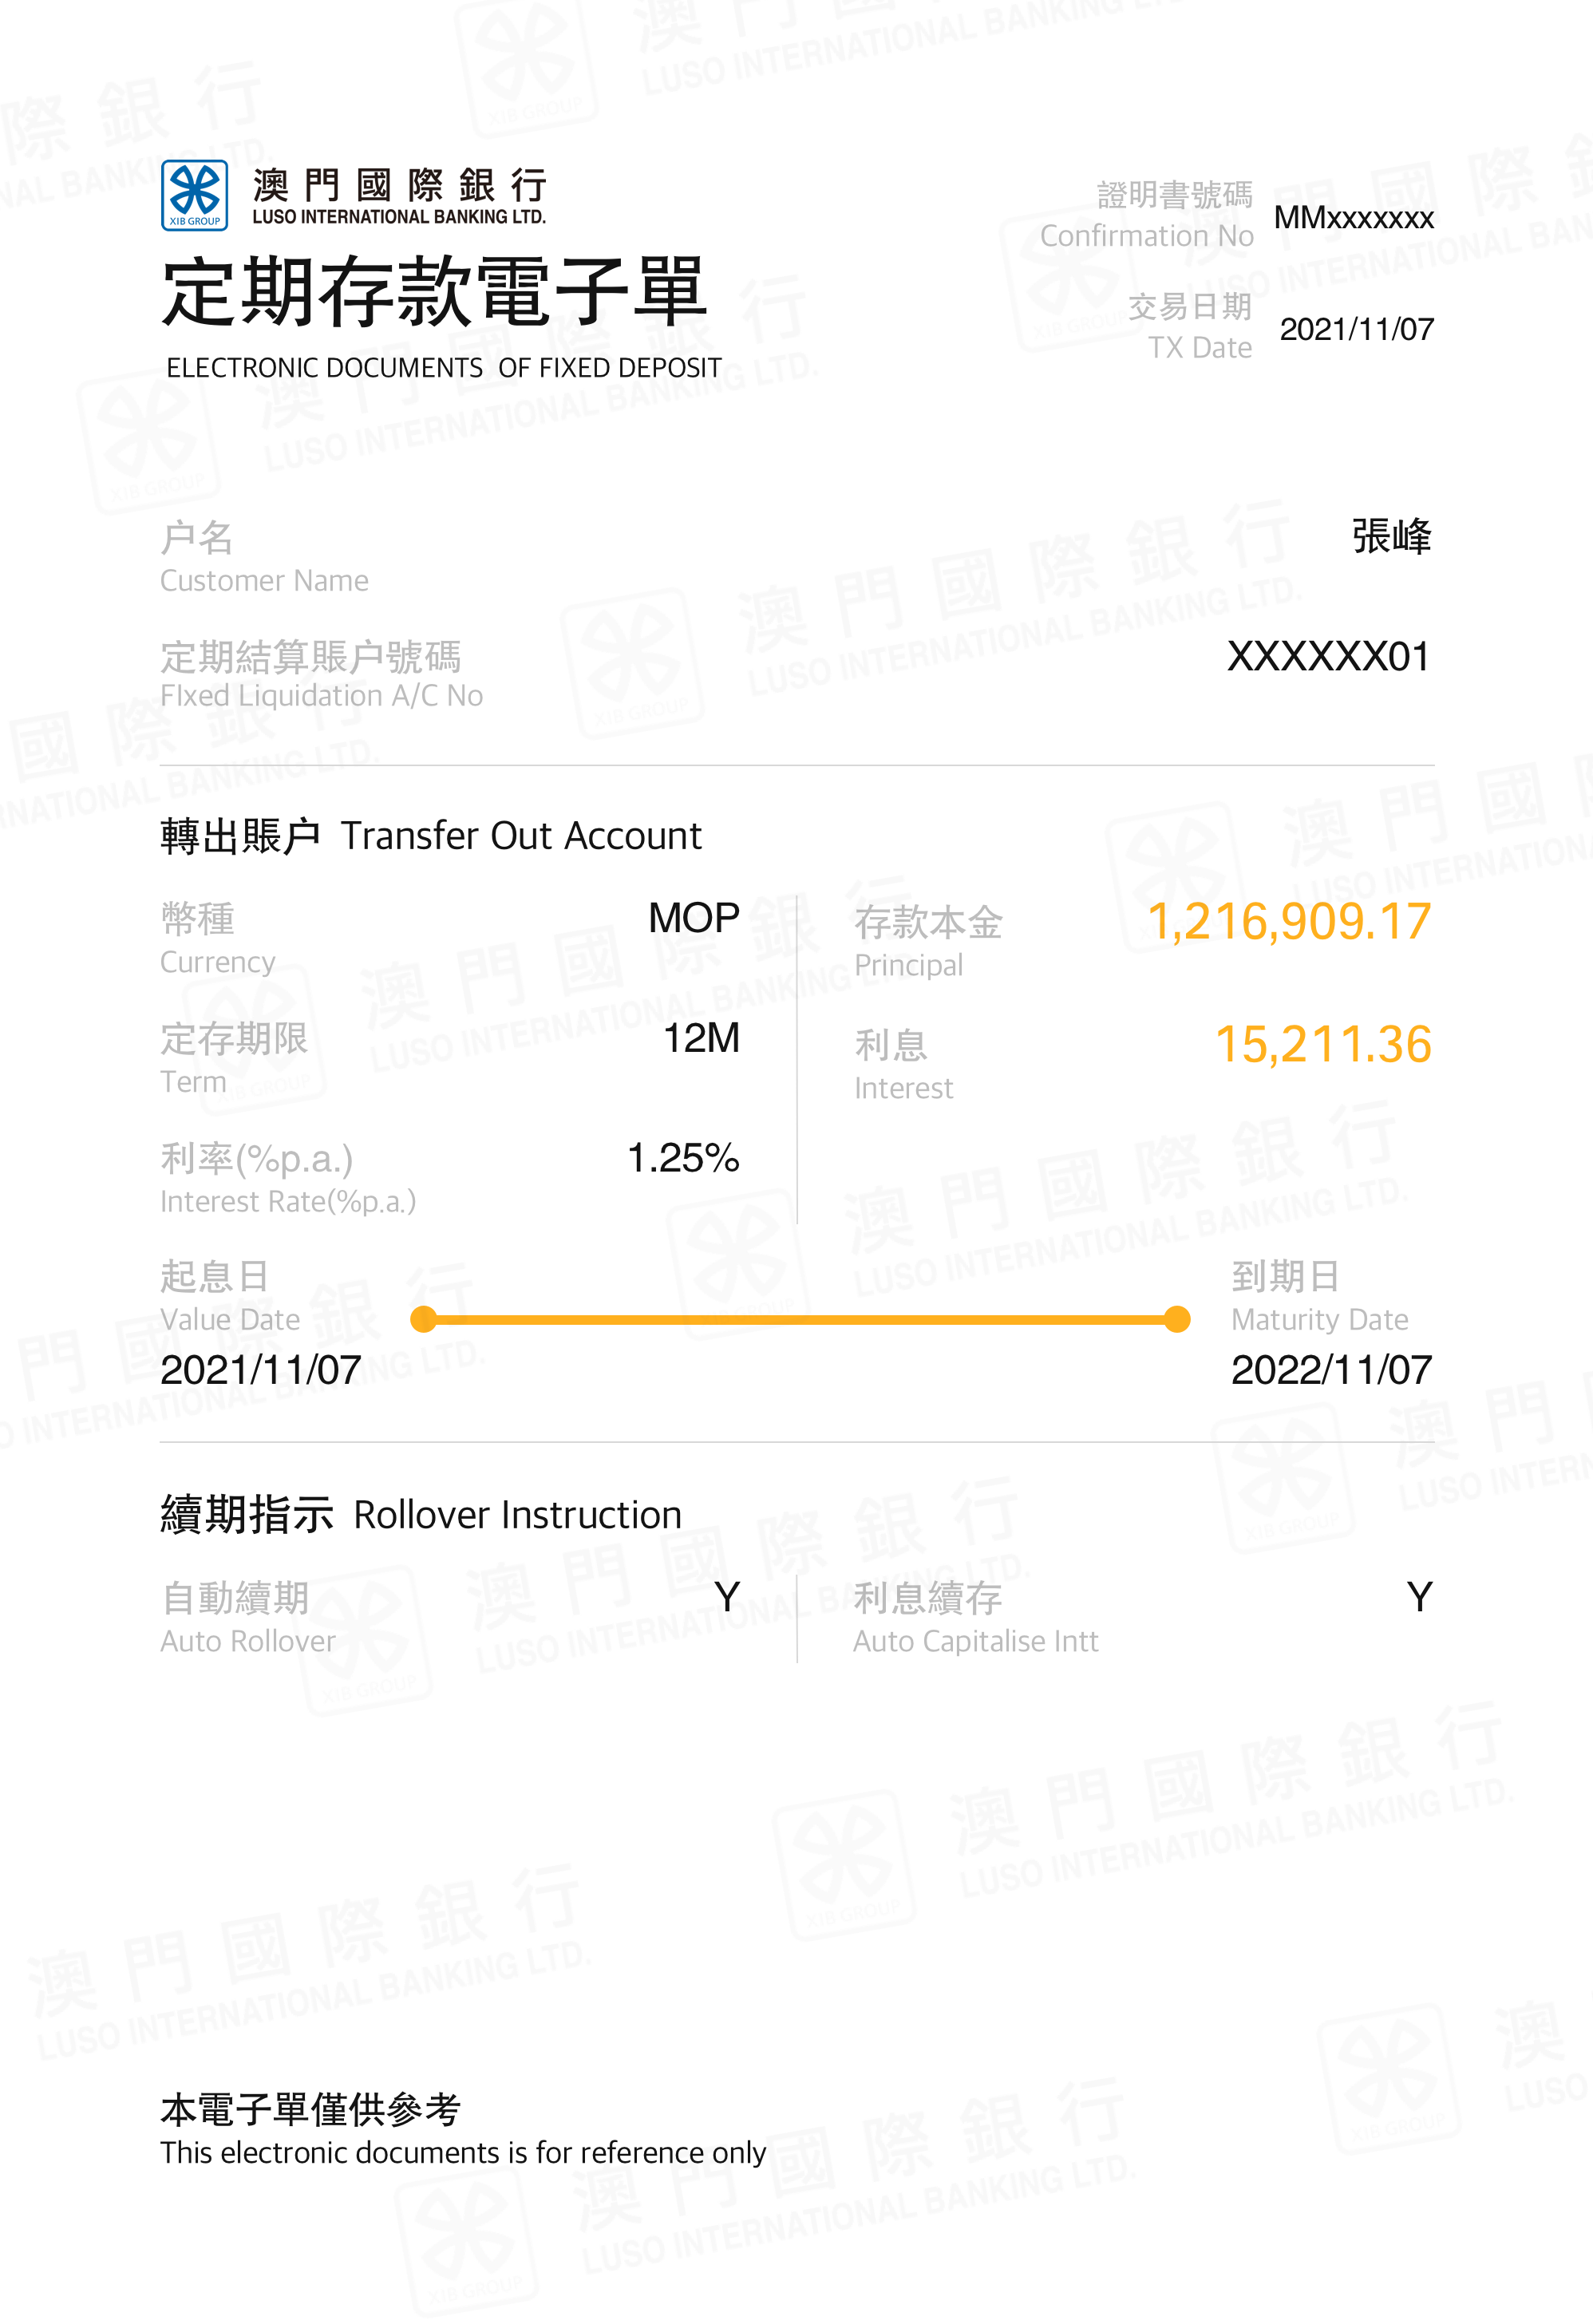 XIB GROUP
澳門國際銀行
LUSO INTERNATIONAL BANKING LTD.
定期存款電子單
ELECTRONIC DOCUMENTS OF FIXED DEPOSIT
證明書號碼
Confirmation No
MMxxxxxxx
交易日期
TX Date
2021/11/07
户名
Customer Name
張峰
定期結算賬户號碼
FIxed Liquidation A/C No
XXXXXX01
轉出賬户 Transfer Out Account
幣種
Currency
MOP
定存期限
Term
12M
利率(%p.a.)
Interest Rate(%p.a.)
1.25%
存款本金
Principal
1,216,909.17
利息
Interest
15,211.36
起息日
Value Date
2021/11/07
到期日
Maturity Date
2022/11/07
續期指示 Rollover Instruction
自動續期
Auto Rollover
Y
利息續存
Auto Capitalise Intt
Y
本電子單僅供參考
This electronic documents is for reference only